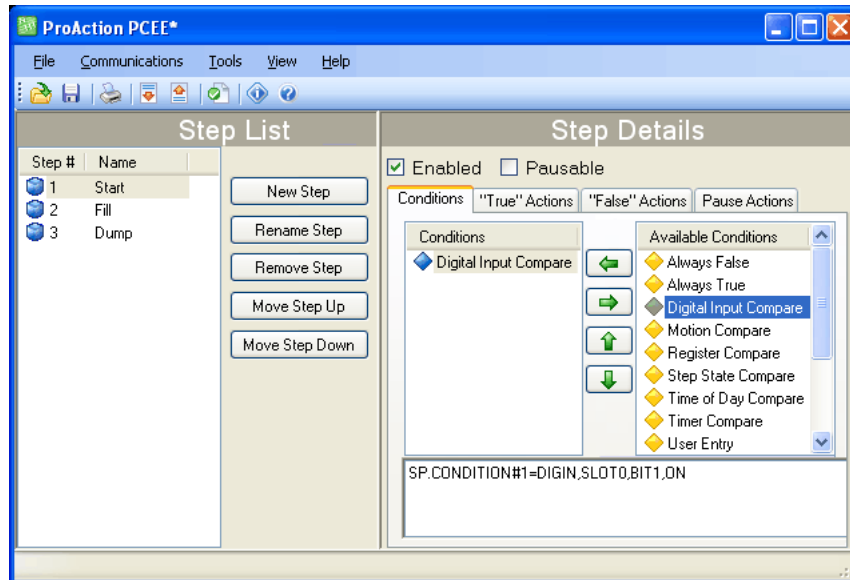 ProAction PCEE*
File Communications Tools View Help
Step List
Step # Name
1 Start
2 Fill
3 Dump
New Step
Rename Step
Remove Step
Move Step Up
Move Step Down
Step Details
Enabled Pausable
Conditions "True" Actions "False" Actions Pause Actions
Conditions
Digital Input Compare
Available Conditions
Always False
Always True
Digital Input Compare
Motion Compare
Register Compare
Step State Compare
Time of Day Compare
Timer Compare
User Entry
SP.CONDITION#1=DIGIN,SLOT0,BIT1,ON